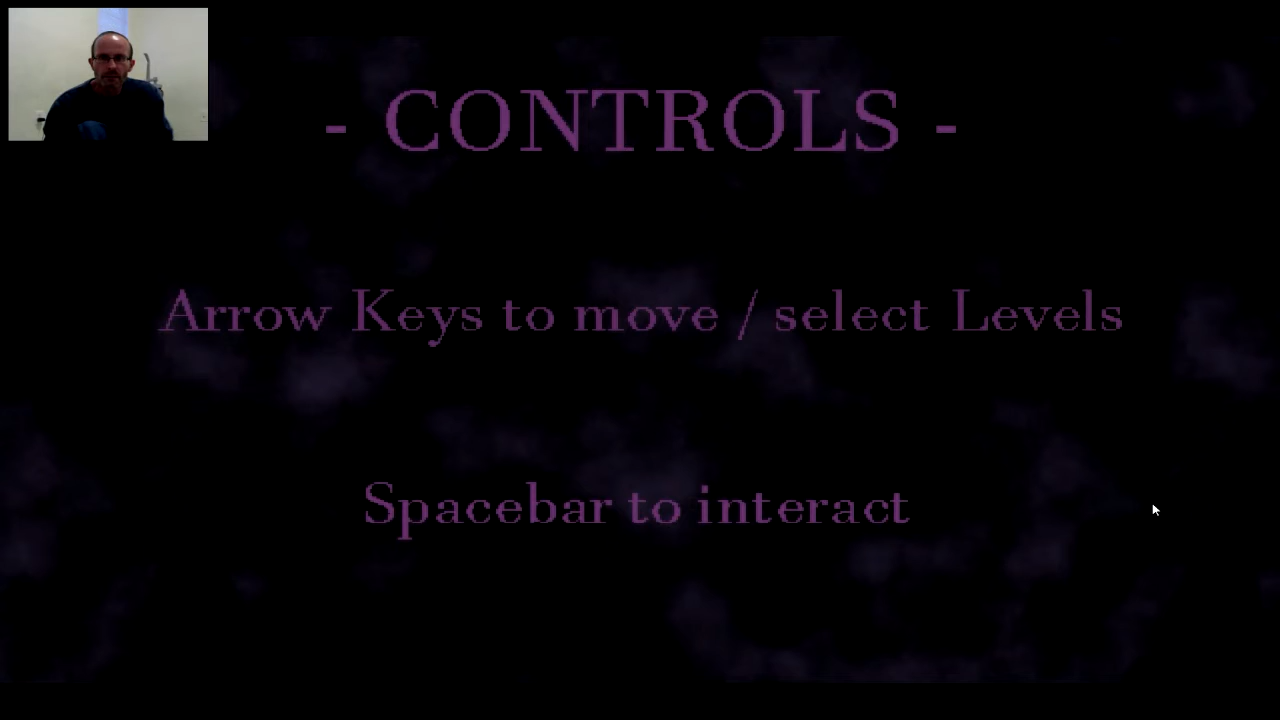 - CONTROLS -
Arrow Keys to move / select Levels
Spacebar to interact